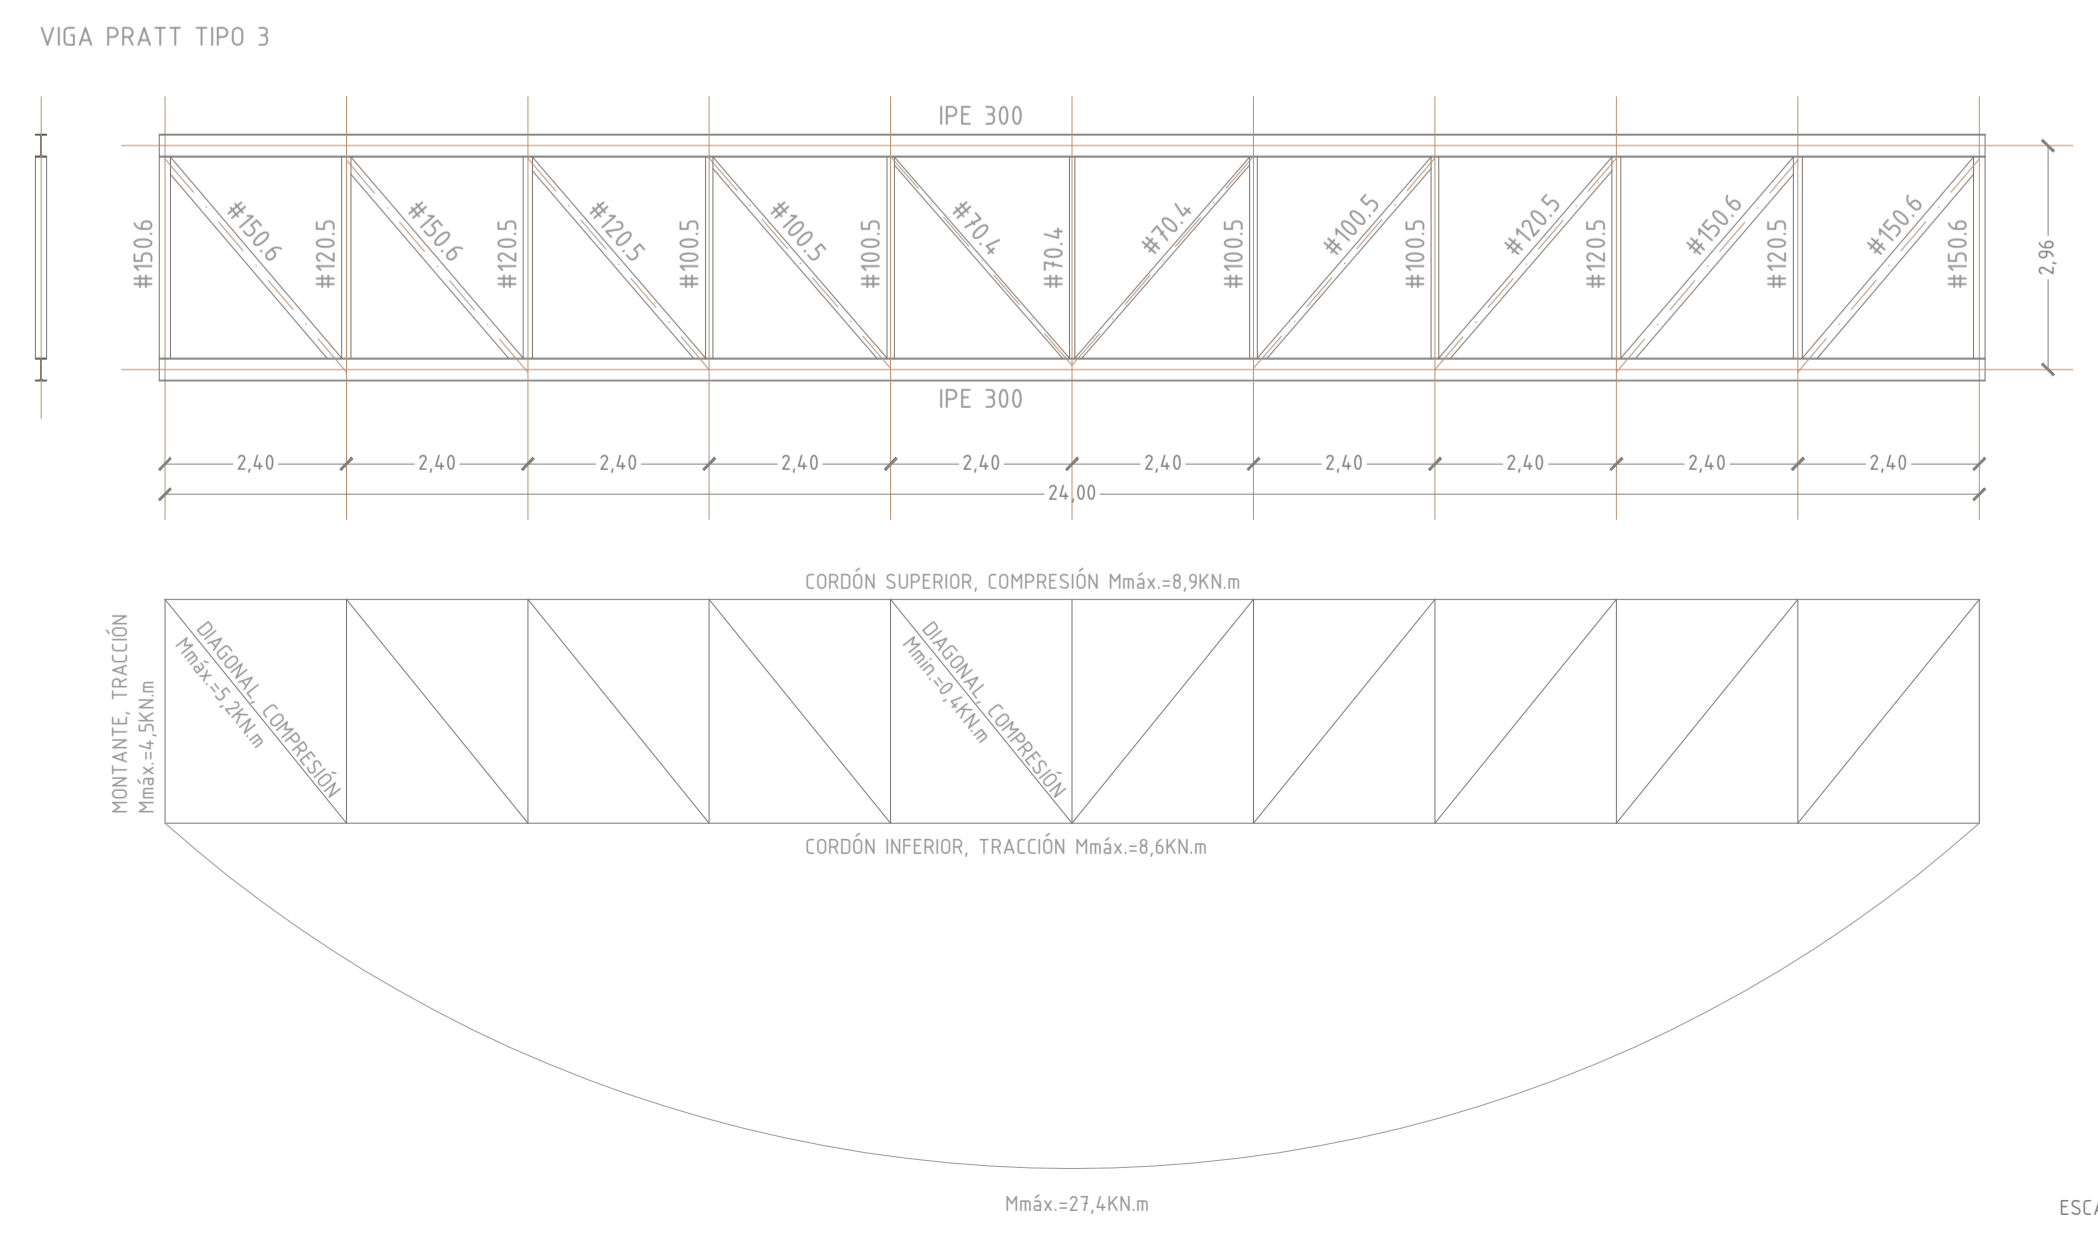 VIGA PRATT TIPO 3
IPE 300
#150.6
#150.6
#120.5
#150.6
#120.5
#120.5
#100.5
#100.5
#100.5
#70.4
#70.4
#70.4
#100.5
#100.5
#100.5
#120.5
#120.5
#150.6
#120.5
#150.6
#150.6
2,96
IPE 300
2,40
2,40
2,40
2,40
2,40
2,40
2,40
2,40
2,40
2,40
24,00
CORDÓN SUPERIOR, COMPRESIÓN Mmáx.=8,9KN.m
MONTANTE, TRACCIÓN
Mmáx.=4,5KN.m
DIAGONAL, COMPRESIÓN
Mmáx.=5,2KN.m
DIAGONAL, COMPRESIÓN
Mmin.=0,4KN.m
CORDÓN INFERIOR, TRACCIÓN Mmáx.=8,6KN.m
Mmáx.=27,4KN.m